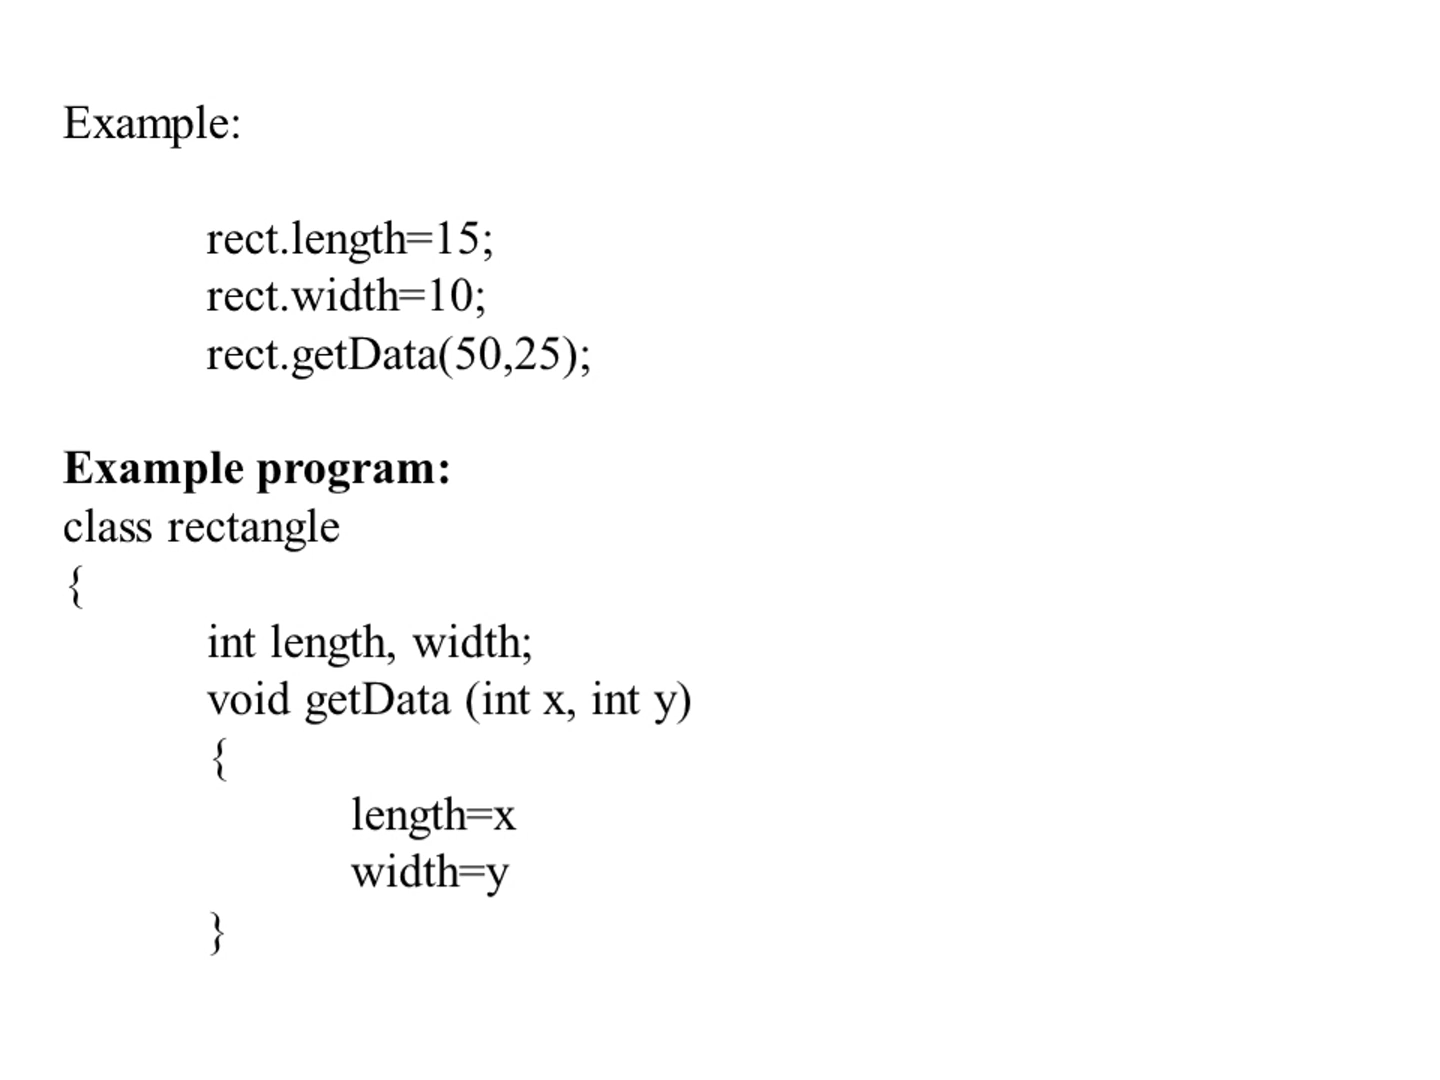 Example:
rect.length=15;
rect.width=10;
rect.getData(50,25);
Example program:
class rectangle
{
int length, width;
void getData (int x, int y)
{
length=x
width=y
}